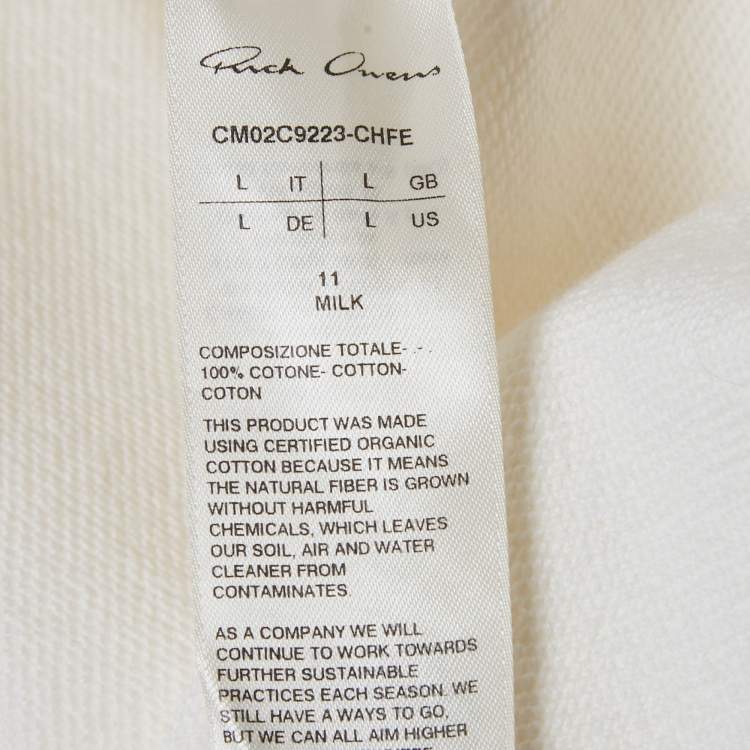 Rick Owens
CM02C9223-CHFE
L IT L GB
L DE L US
11
MILK
COMPOSIZIONE TOTALE- -
100% COTONE- COTTON-
COTON
THIS PRODUCT WAS MADE
USING CERTIFIED ORGANIC
COTTON BECAUSE IT MEANS
THE NATURAL FIBER IS GROWN
WITHOUT HARMFUL
CHEMICALS, WHICH LEAVES
OUR SOIL, AIR AND WATER
CLEANER FROM
CONTAMINATES.
AS A COMPANY WE WILL
CONTINUE TO WORK TOWARDS
FURTHER SUSTAINABLE
PRACTICES EACH SEASON. WE
STILL HAVE A WAYS TO GO,
BUT WE CAN ALL AIM HIGHER